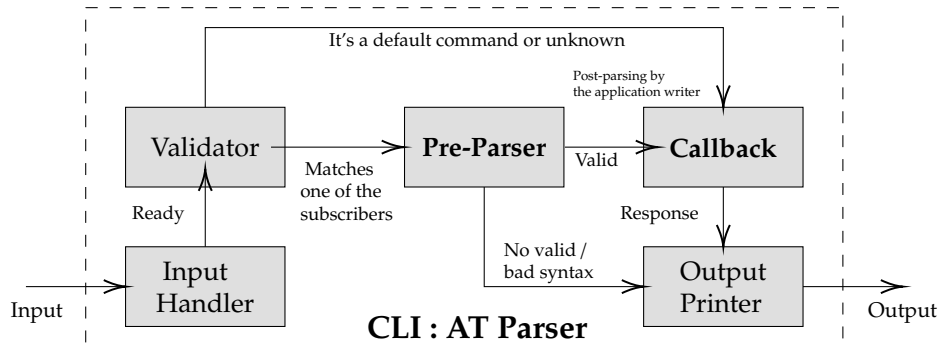 It's a default command or unknown
Post-parsing by
the application writer
Validator
Pre-Parser
Callback
Matches
one of the
subscribers
Valid
Ready
Response
Input
Handler
No valid /
bad syntax
Output
Printer
Input
Output
CLI : AT Parser